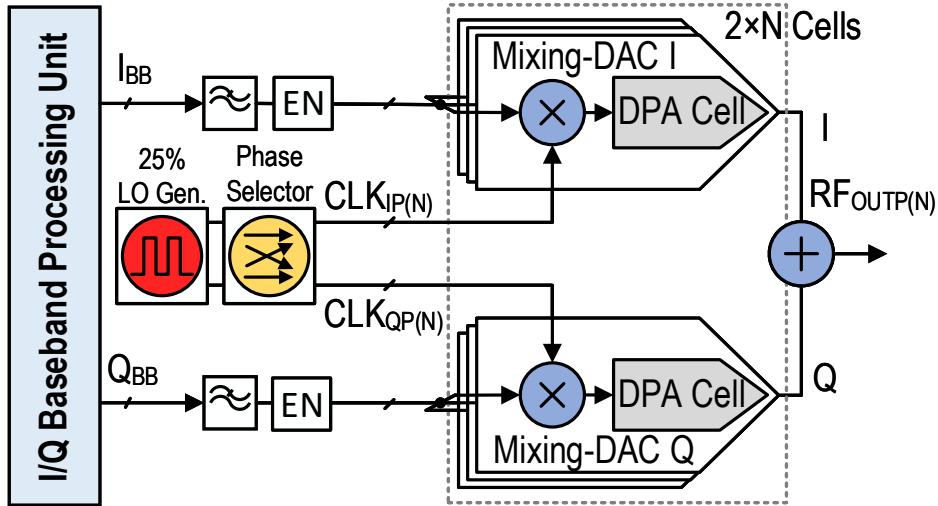 I/Q Baseband Processing Unit
I_BB
EN
25%
LO Gen.
Phase
Selector
CLK_IP(N)
CLK_QP(N)
Q_BB
EN
2×N Cells
Mixing-DAC I
DPA Cell
I
RF_OUTP(N)
DPA Cell
Mixing-DAC Q
Q